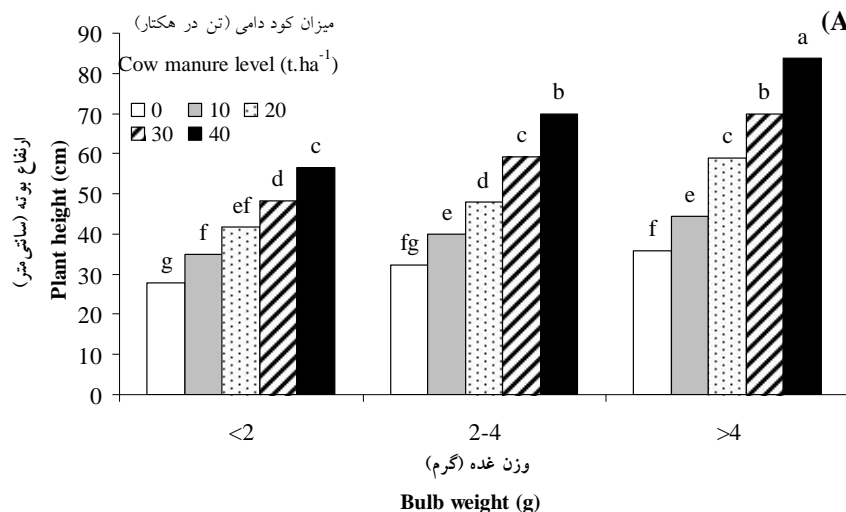 (A
میزان کود دامی (تن در هکتار)
Cow manure level (t.ha⁻¹)
0 10 20
30 40
90
80
70
60
50
40
30
20
10
0
ارتفاع بوته (سانتی‌متر)
Plant height (cm)
g f ef d c
fg e d c b
f e c b a
<2 2-4 >4
وزن غده (گرم)
Bulb weight (g)